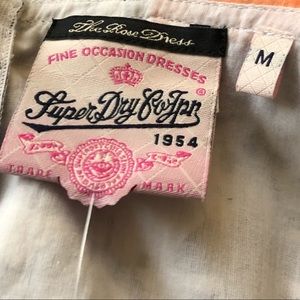 The Rose Dress
FINE OCCASION DRESSES
M
Super Dry Co Jpn
®
1954
TRADE MARK